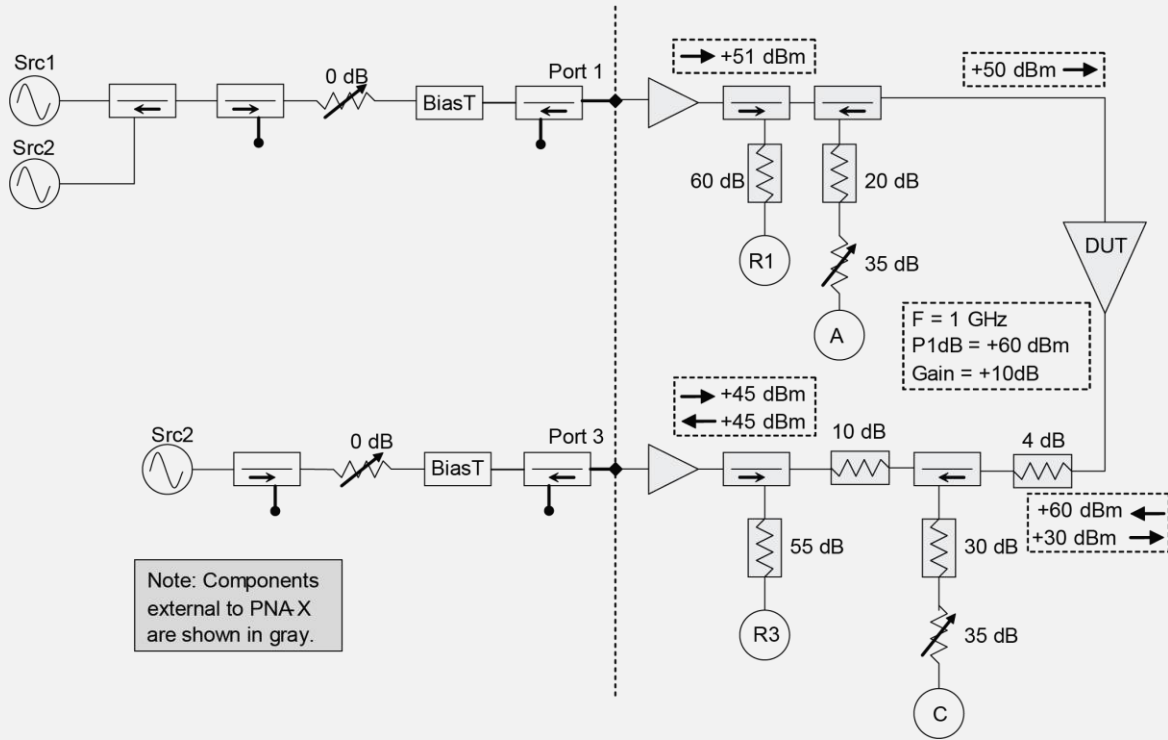 Src1
0 dB
Port 1
BiasT
Src2
+51 dBm
+50 dBm
60 dB
20 dB
R1
35 dB
A
DUT
F = 1 GHz
P1dB = +60 dBm
Gain = +10dB
Src2
0 dB
Port 3
BiasT
+45 dBm
+45 dBm
10 dB
4 dB
+60 dBm
+30 dBm
55 dB
30 dB
R3
35 dB
C
Note: Components
external to PNA-X
are shown in gray.